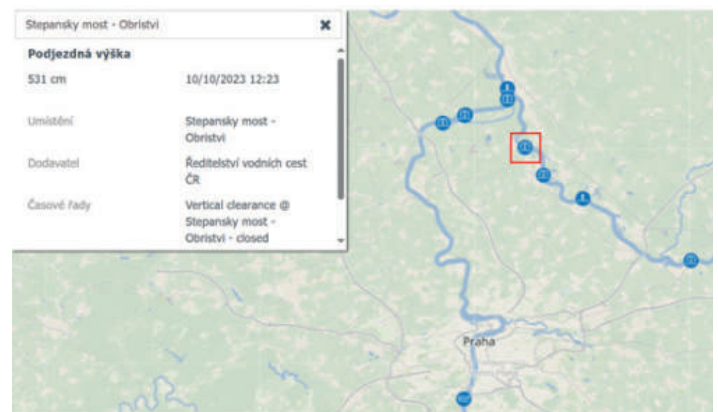 Stepansky most - Obristvi
Podjezdná výška
531 cm 10/10/2023 12:23
Umístění Stepansky most -
Obristvi
Dodavatel Ředitelství vodních cest
ČR
Časové řady Vertical clearance @
Stepansky most -
Obristvi - closed
Praha